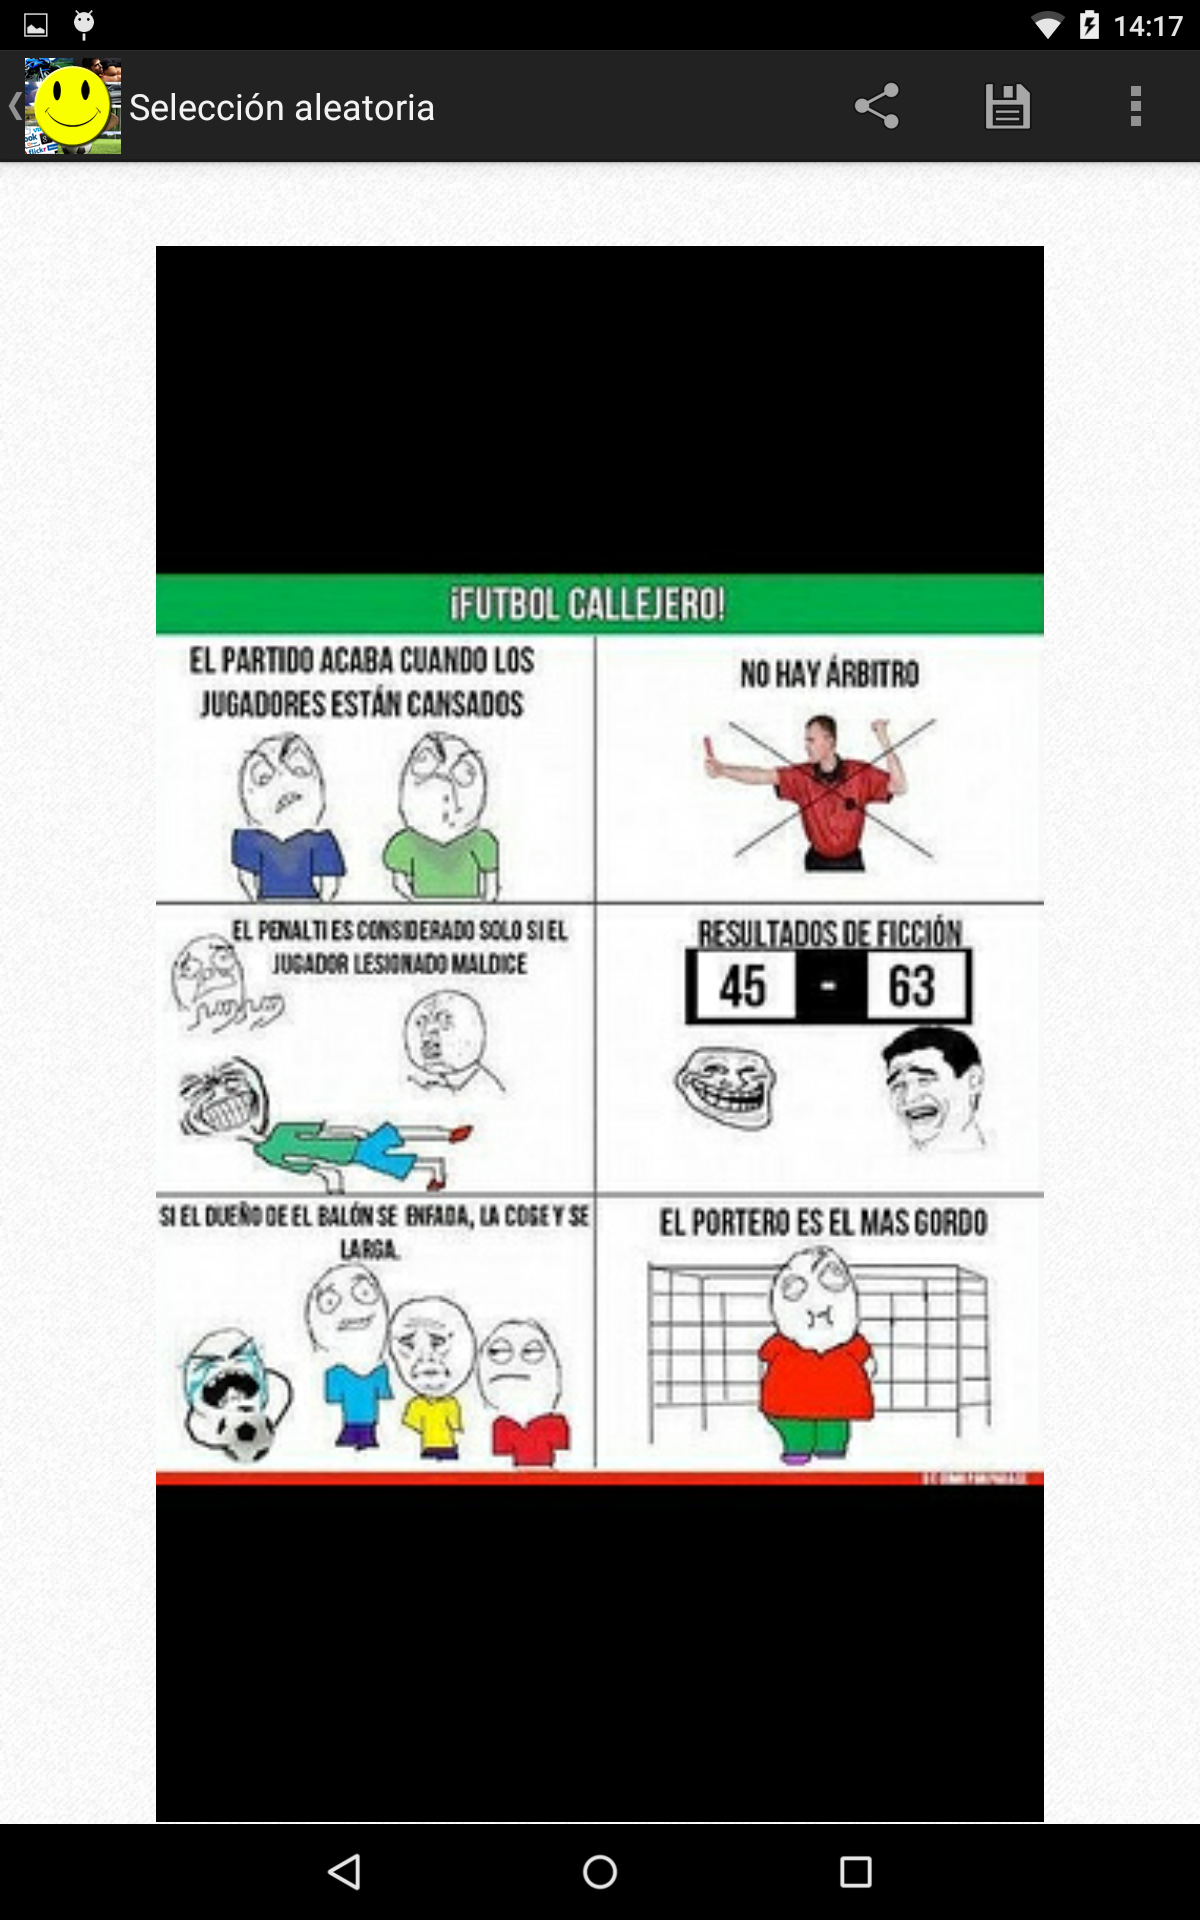 14:17
Selección aleatoria
¡FUTBOL CALLEJERO!
EL PARTIDO ACABA CUANDO LOS
JUGADORES ESTÁN CANSADOS
NO HAY ÁRBITRO
EL PENALTI ES CONSIDERADO SOLO SI EL
JUGADOR LESIONADO MALDICE
RESULTADOS DE FICCIÓN
45 - 63
SI EL DUEÑO DE EL BALÓN SE ENFADA, LA COGE Y SE
LARGA.
EL PORTERO ES EL MAS GORDO